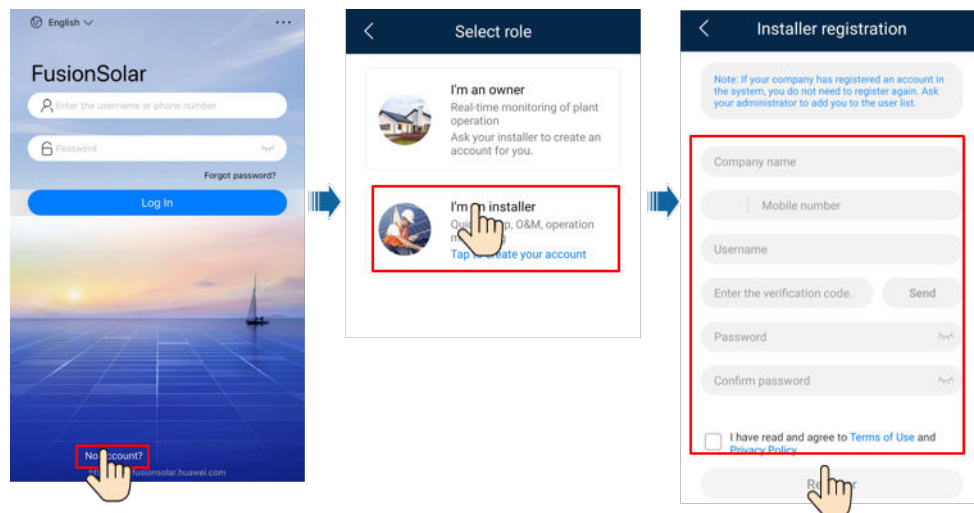 English
FusionSolar
Enter the username or phone number
Password
Forgot password?
Log In
No account?
fusionsolar.huawei.com
Select role
I'm an owner
Real-time monitoring of plant
operation
Ask your installer to create an
account for you.
I'm an installer
O&M, operation
Tap to create your account
Installer registration
Note: If your company has registered an account in
the system, you do not need to register again. Ask
your administrator to add you to the user list.
Company name
Mobile number
Username
Enter the verification code.
Send
Password
Confirm password
I have read and agree to Terms of Use and
Privacy Policy